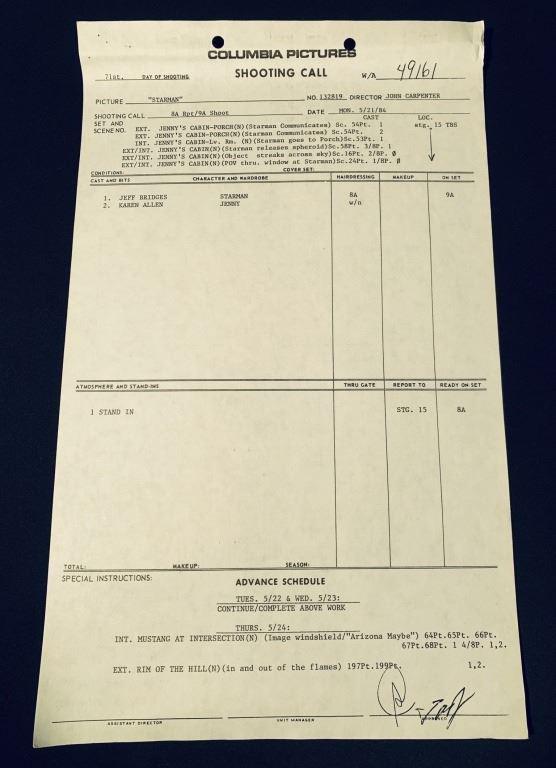 COLUMBIA PICTURES
71st. DAY OF SHOOTING SHOOTING CALL W/A 49161
PICTURE "STARMAN" NO. 132819 DIRECTOR JOHN CARPENTER
SHOOTING CALL 8A Rpt/9A Shoot DATE MON. 5/21/84
SET AND SCENE NO. CAST LOC.
EXT. JENNY'S CABIN-PORCH(N)(Starman Communicates) Sc. 54Pt. 1 stg. 15 TBS
EXT. JENNY'S CABIN-PORCH(N)(Starman Communicates) Sc. 54Pt. 2
INT. JENNY'S CABIN-Lv. Rm. (N)(Starman goes to Porch)Sc.53Pt. 1
EXT/INT. JENNY'S CABIN(N)(Starman releases spheroid)Sc.58Pt. 3/8P. 1
EXT/INT. JENNY'S CABIN(N)(Object streaks across sky)Sc.16Pt. 2/8P. Ø
EXT/INT. JENNY'S CABIN(N)(POV thru. window at Starman)Sc.24Pt. 1/8P. Ø
CONDITIONS: COVER SET:
CAST AND BITS CHARACTER AND WARDROBE HAIRDRESSING MAKEUP ON SET
1. JEFF BRIDGES STARMAN 8A 9A
2. KAREN ALLEN JENNY w/n
ATMOSPHERE AND STAND-INS THRU GATE REPORT TO READY ON SET
1 STAND IN STG. 15 8A
TOTAL: MAKEUP: SEASON:
SPECIAL INSTRUCTIONS: ADVANCE SCHEDULE
TUES. 5/22 & WED. 5/23:
CONTINUE/COMPLETE ABOVE WORK
THURS. 5/24:
INT. MUSTANG AT INTERSECTION(N) (Image windshield/"Arizona Maybe") 64Pt.65Pt. 66Pt.
67Pt.68Pt. 1 4/8P. 1,2.
EXT. RIM OF THE HILL(N)(in and out of the flames) 197Pt.199Pt. 1,2.
ASSISTANT DIRECTOR UNIT MANAGER